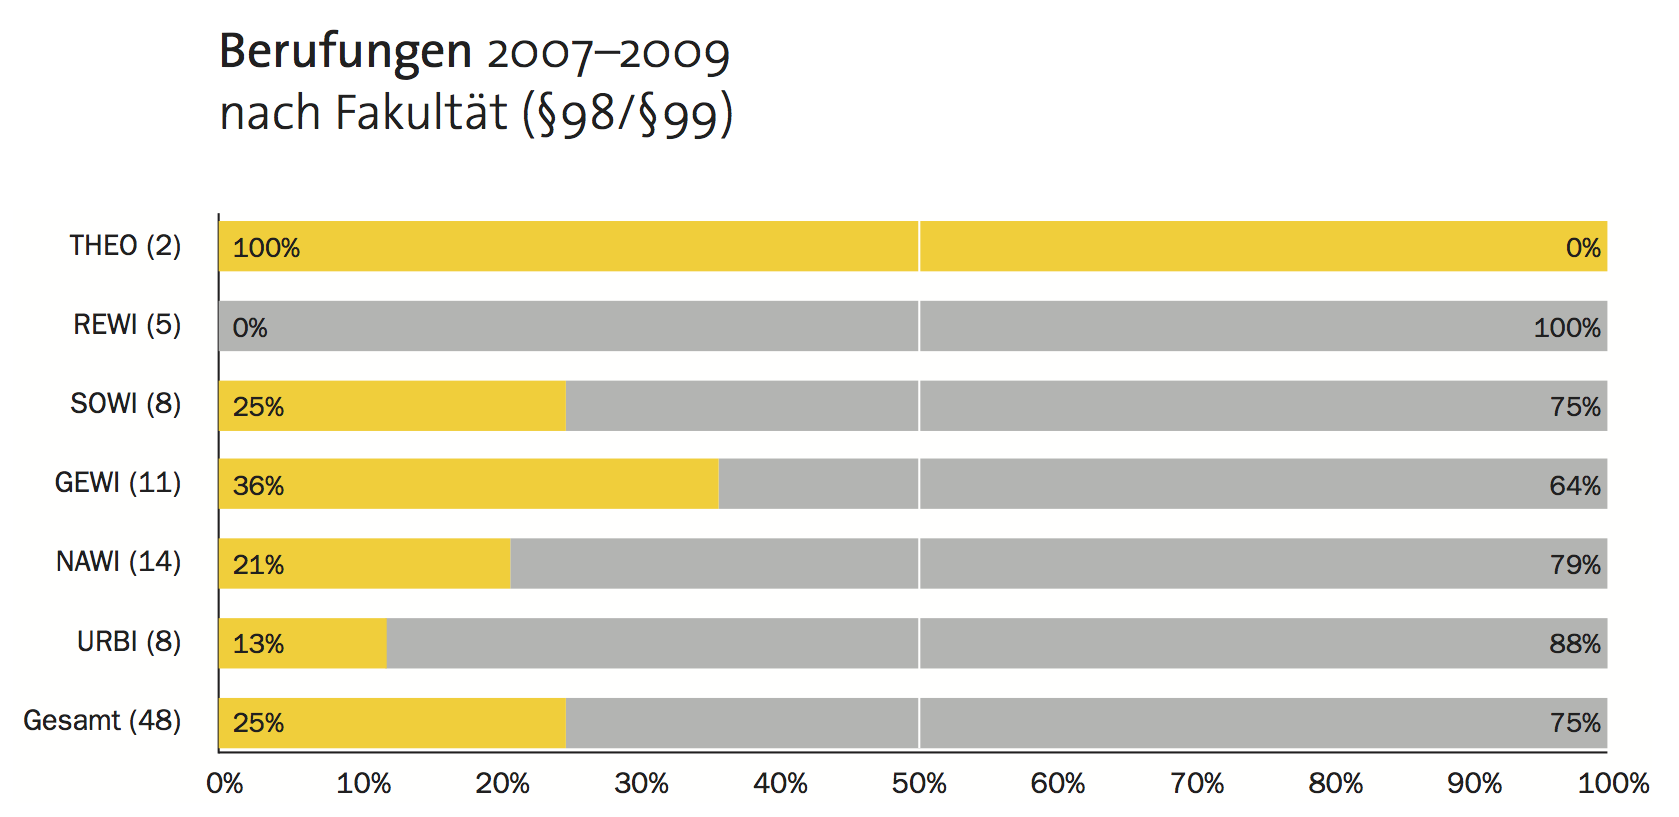 Berufungen 2007–2009
nach Fakultät (§98/§99)
THEO (2) 100% 0%
REWI (5) 0% 100%
SOWI (8) 25% 75%
GEWI (11) 36% 64%
NAWI (14) 21% 79%
URBI (8) 13% 88%
Gesamt (48) 25% 75%
0% 10% 20% 30% 40% 50% 60% 70% 80% 90% 100%